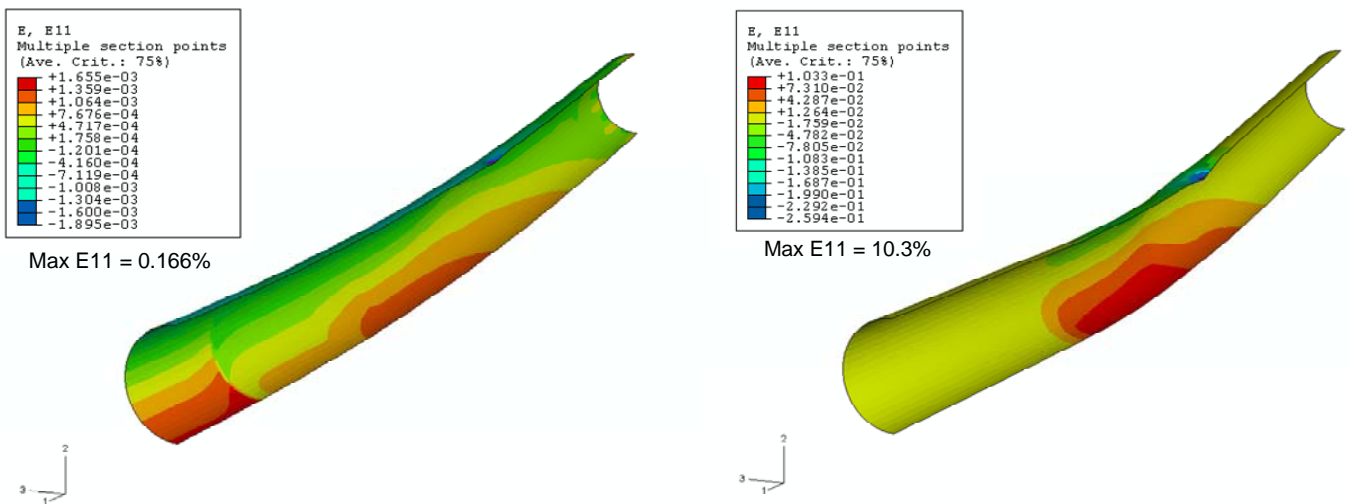 E, E11
Multiple section points
(Ave. Crit.: 75%)
+1.655e-03
+1.359e-03
+1.064e-03
+7.676e-04
+4.717e-04
+1.758e-04
-1.201e-04
-4.160e-04
-7.119e-04
-1.008e-03
-1.304e-03
-1.600e-03
-1.895e-03
Max E11 = 0.166%
2
3
1
E, E11
Multiple section points
(Ave. Crit.: 75%)
+1.033e-01
+7.310e-02
+4.287e-02
+1.264e-02
-1.759e-02
-4.782e-02
-7.805e-02
-1.083e-01
-1.385e-01
-1.687e-01
-1.990e-01
-2.292e-01
-2.594e-01
Max E11 = 10.3%
2
3
1